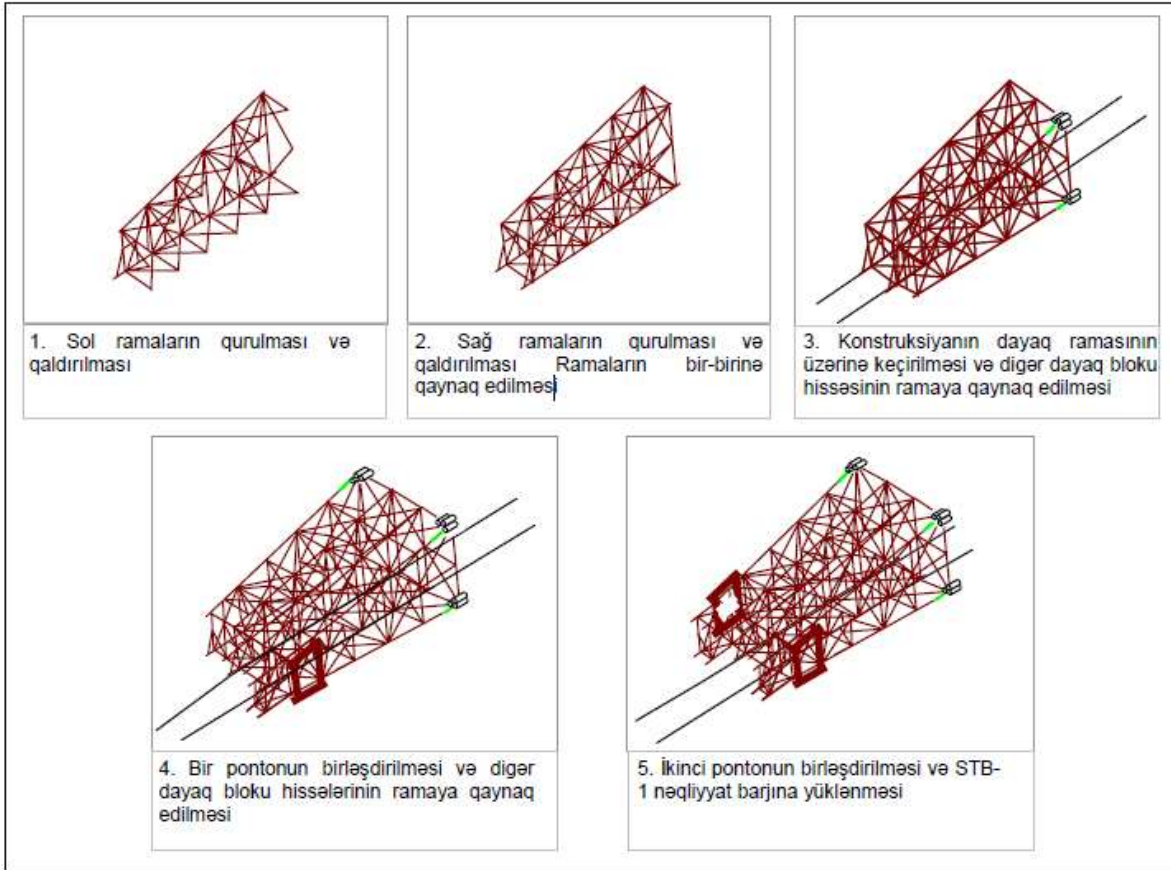 1. Sol ramaların qurulması və
qaldırılması
2. Sağ ramaların qurulması və
qaldırılması Ramaların bir-birinə
qaynaq edilməsi
3. Konstruksiyanın dayaq ramasının
üzərinə keçirilməsi və digər dayaq bloku
hissəsinin ramaya qaynaq edilməsi
4. Bir pontonun birləşdirilməsi və digər
dayaq bloku hissələrinin ramaya qaynaq
edilməsi
5. İkinci pontonun birləşdirilməsi və STB-
1 nəqliyyat barjına yüklənməsi